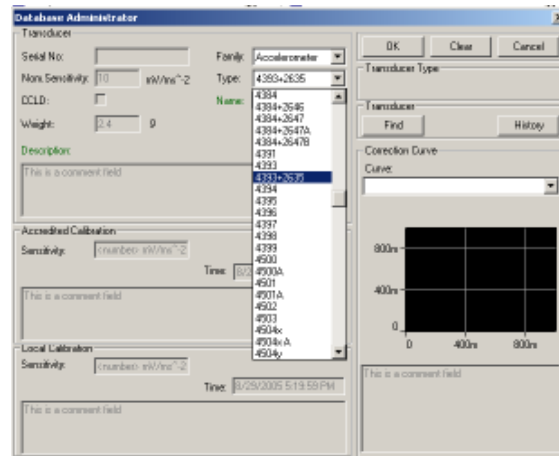 Database Administrator
Transducer
Serial No:
Family: Accelerometer
Nom. Sensitivity: 10 mV/ms^-2
Type: 4393+2635
CCLD:
Name:
Weight: 2.4 g
Description:
This is a comment field
4384
4384+2646
4384+2647
4384+2647A
4384+2647B
4391
4393
4393+2635
4394
4395
4396
4397
4398
4399
4500
4500A
4501
4501A
4502
4503
4504x
4504xA
4504y
Accredited Calibration
Sensitivity: <number> mV/ms^-2
Time: 8/2
This is a comment field
Local Calibration
Sensitivity: <number> mV/ms^-2
Time: 8/29/2005 5:19:59 PM
This is a comment field
OK Clear Cancel
Transducer Type
Transducer
Find History
Correction Curve
Curve:
800m
400m
0
0 400m 800m
This is a comment field